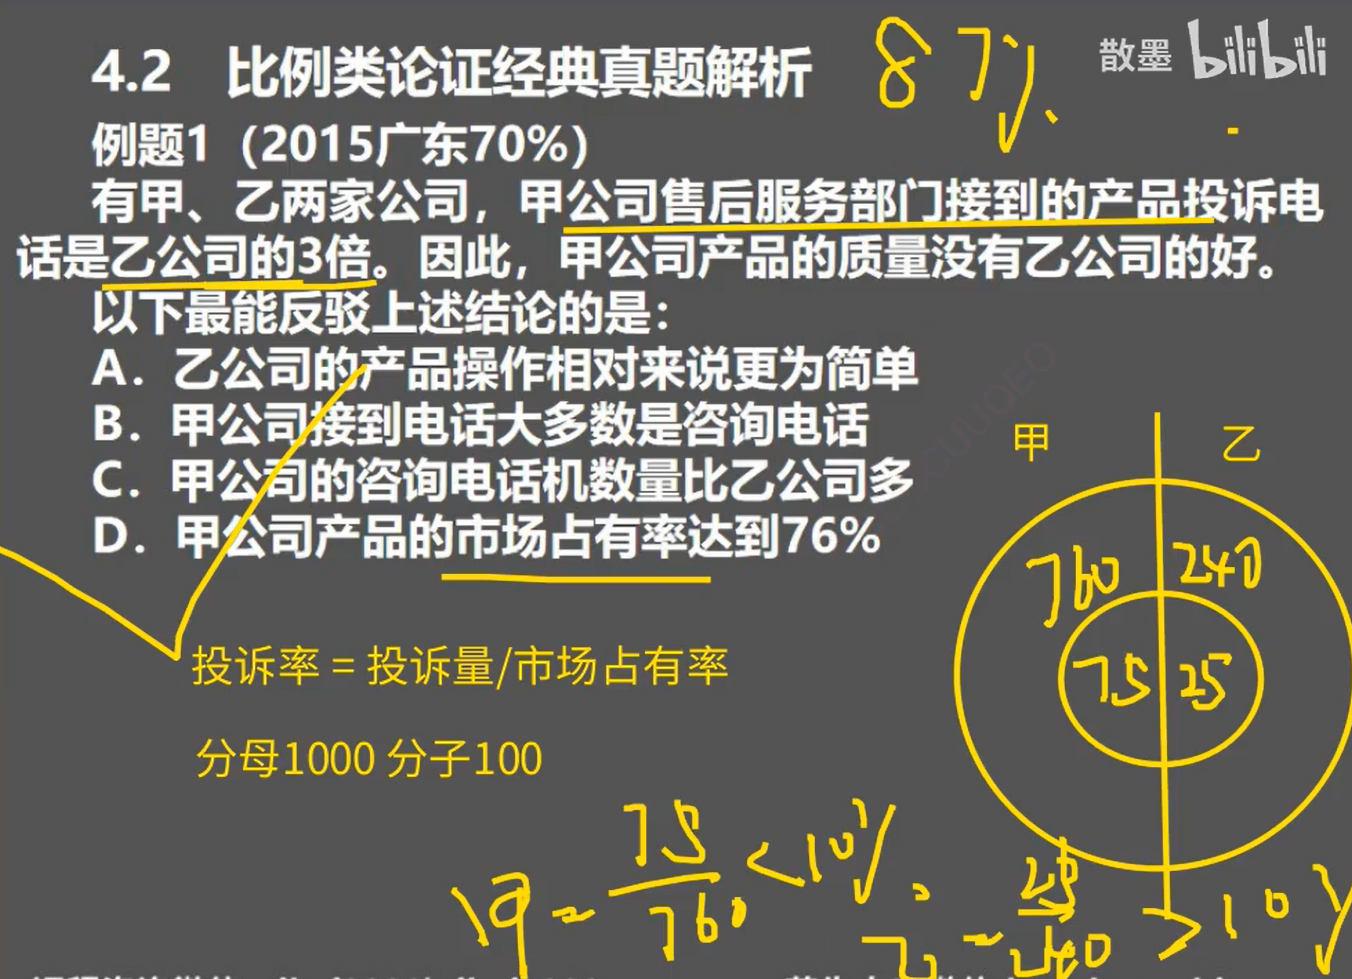 87%
散墨 bilibili
4.2 比例类论证经典真题解析
例题1（2015广东70%）
有甲、乙两家公司，甲公司售后服务部门接到的产品投诉电
话是乙公司的3倍。因此，甲公司产品的质量没有乙公司的好。
以下最能反驳上述结论的是：
A．乙公司的产品操作相对来说更为简单
B．甲公司接到电话大多数是咨询电话
C．甲公司的咨询电话机数量比乙公司多
D．甲公司产品的市场占有率达到76%
甲 乙
760 240
75 25
投诉率 = 投诉量/市场占有率
分母1000 分子100
甲 = 75/760 < 10%
乙 = 25/240 > 10%